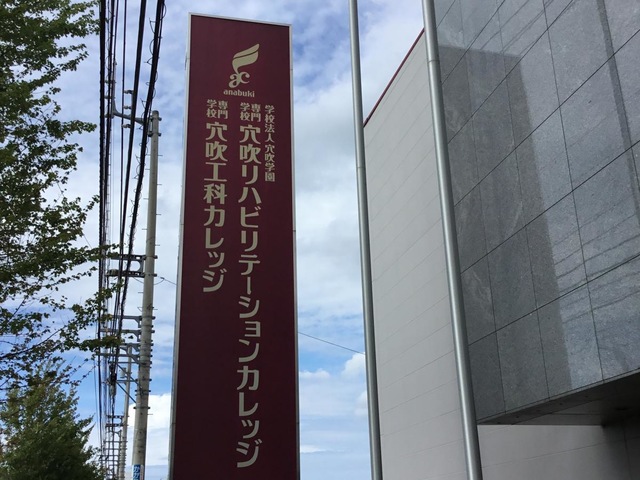 anabuki
学校法人穴吹学園
専門学校 穴吹リハビリテーションカレッジ
専門学校 穴吹工科カレッジ